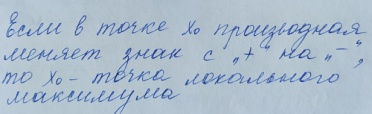 Если в точке x₀ производная
меняет знак с „+" на „–",
то x₀ – точка локального
максимума